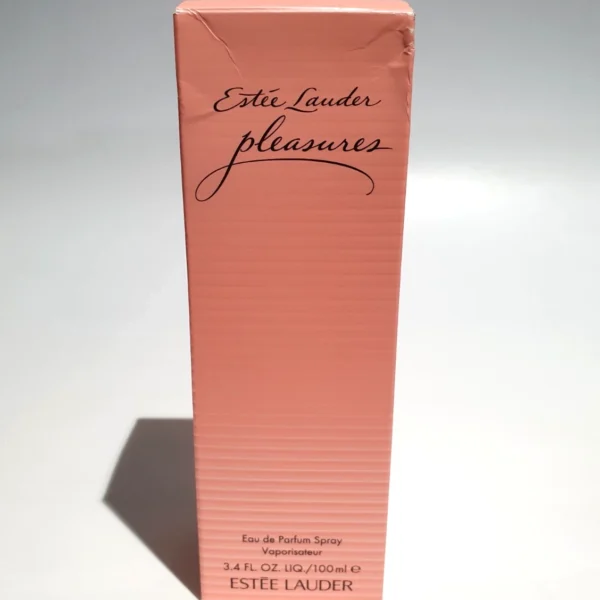 Estée Lauder
pleasures
Eau de Parfum Spray
Vaporisateur
3.4 FL. OZ. LIQ./100 ml ℮
ESTĒE LAUDER